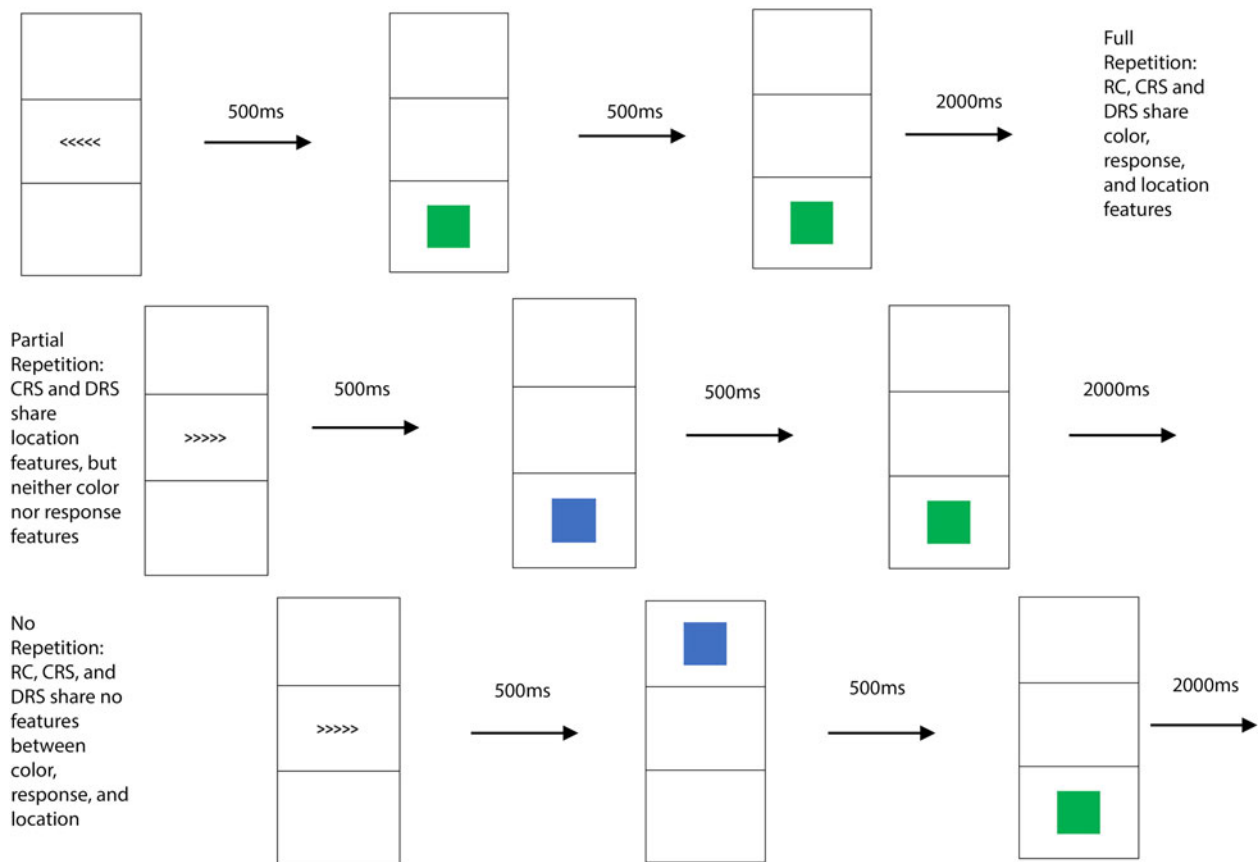 <<<<<
500ms
500ms
2000ms
Full
Repetition:
RC, CRS and
DRS share
color,
response,
and location
features
Partial
Repetition:
CRS and DRS
share
location
features, but
neither color
nor response
features
>>>>>
500ms
500ms
2000ms
No
Repetition:
RC, CRS, and
DRS share no
features
between
color,
response, and
location
>>>>>
500ms
500ms
2000ms